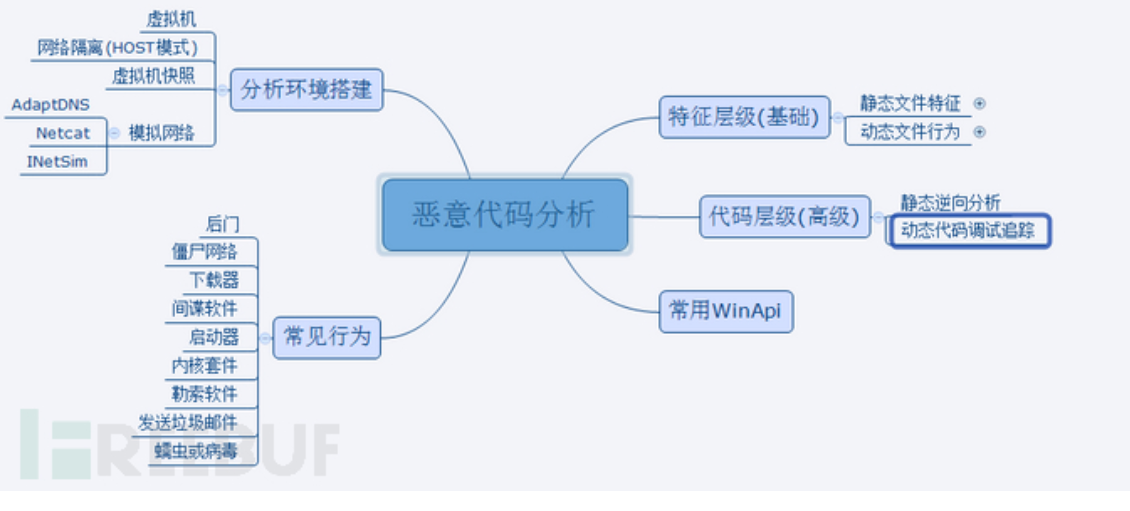 虚拟机
网络隔离(HOST模式)
虚拟机快照
分析环境搭建
AdaptDNS
Netcat
模拟网络
INetSim
特征层级(基础)
静态文件特征
动态文件行为
恶意代码分析
代码层级(高级)
静态逆向分析
动态代码调试追踪
常用WinApi
后门
僵尸网络
下载器
间谍软件
启动器
常见行为
内核套件
勒索软件
发送垃圾邮件
蠕虫或病毒
FREEBUF